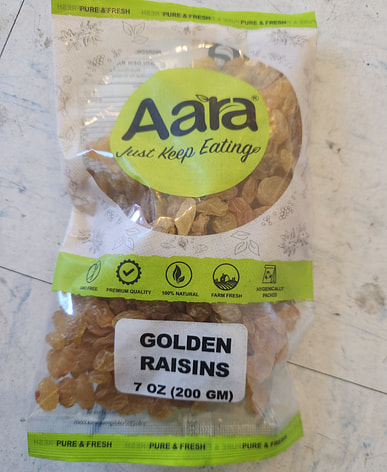 PURE & FRESH PURE & FRESH
Aara®
Just Keep Eating
PREMIUM QUALITY 100% NATURAL FARM FRESH HYGIENICALLY PACKED
GOLDEN
RAISINS
7 OZ (200 GM)
PURE & FRESH PURE & FRESH